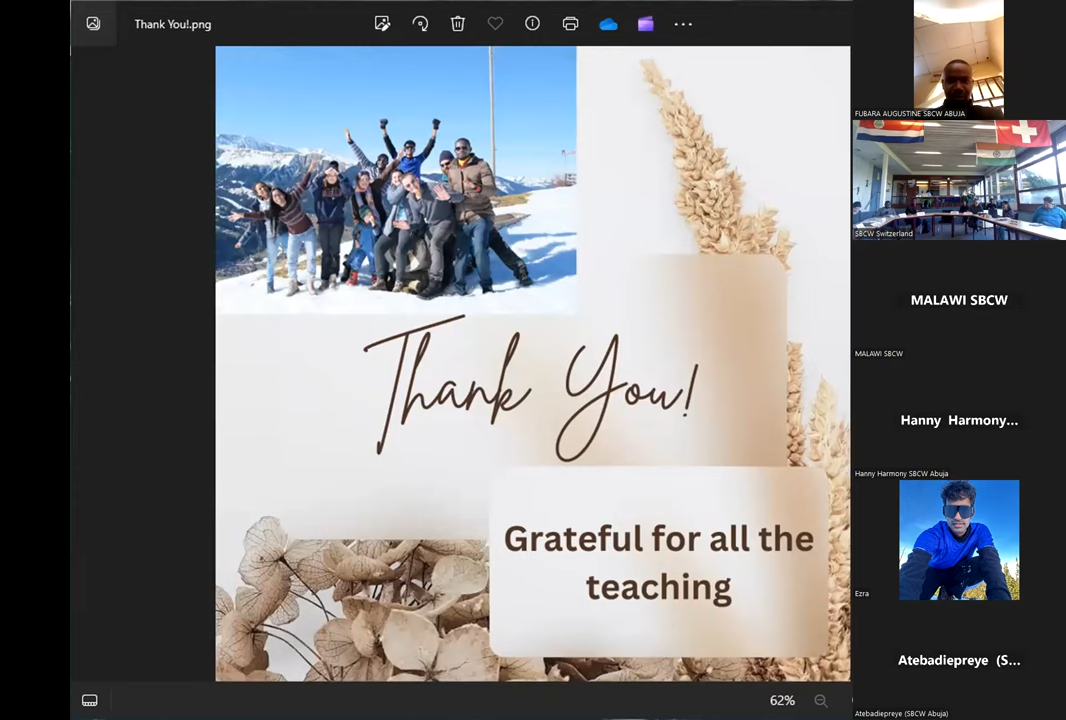 Thank You!.png
Thank You!
Grateful for all the
teaching
62%
FUBARA AUGUSTINE SBCW ABUJA
SBCW Switzerland
MALAWI SBCW
MALAWI SBCW
Hanny Harmony...
Hanny Harmony SBCW Abuja
Ezra
Atebadiepreye (S...
Atebadiepreye (SBCW Abuja)